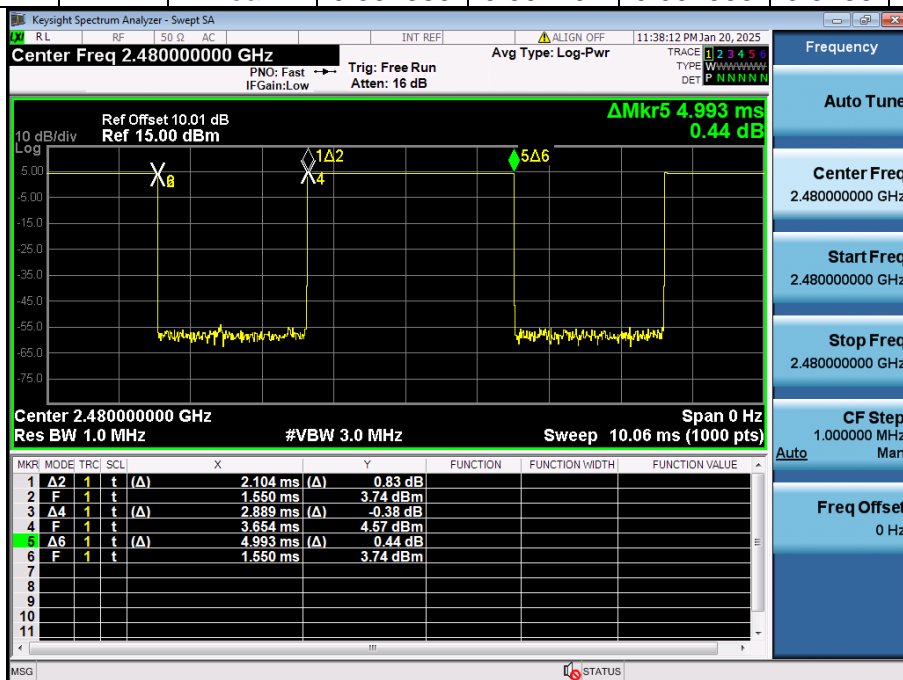 Keysight Spectrum Analyzer - Swept SA
LXI RL RF 50 Ω AC INT REF ALIGN OFF 11:38:12 PM Jan 20, 2025
Center Freq 2.480000000 GHz
PNO: Fast
IFGain:Low
Trig: Free Run
Atten: 16 dB
Avg Type: Log-Pwr
TRACE 1 2 3 4 5 6
TYPE WWWWWW
DET P N N N N N
Frequency
Auto Tune
Center Freq
2.480000000 GHz
Start Freq
2.480000000 GHz
Stop Freq
2.480000000 GHz
CF Step
1.000000 MHz
Auto Man
Freq Offset
0 Hz
ΔMkr5 4.993 ms
0.44 dB
Ref Offset 10.01 dB
10 dB/div Ref 15.00 dBm
Log
1Δ2
5Δ6
6
4
5.00
-5.00
-15.0
-25.0
-35.0
-45.0
-55.0
-65.0
-75.0
Center 2.480000000 GHz Span 0 Hz
Res BW 1.0 MHz #VBW 3.0 MHz Sweep 10.06 ms (1000 pts)
MKR MODE TRC SCL X Y FUNCTION FUNCTION WIDTH FUNCTION VALUE
1 Δ2 1 t (Δ) 2.104 ms (Δ) 0.83 dB
2 F 1 t 1.550 ms 3.74 dBm
3 Δ4 1 t (Δ) 2.889 ms (Δ) -0.38 dB
4 F 1 t 3.654 ms 4.57 dBm
5 Δ6 1 t (Δ) 4.993 ms (Δ) 0.44 dB
6 F 1 t 1.550 ms 3.74 dBm
7
8
9
10
11
MSG STATUS